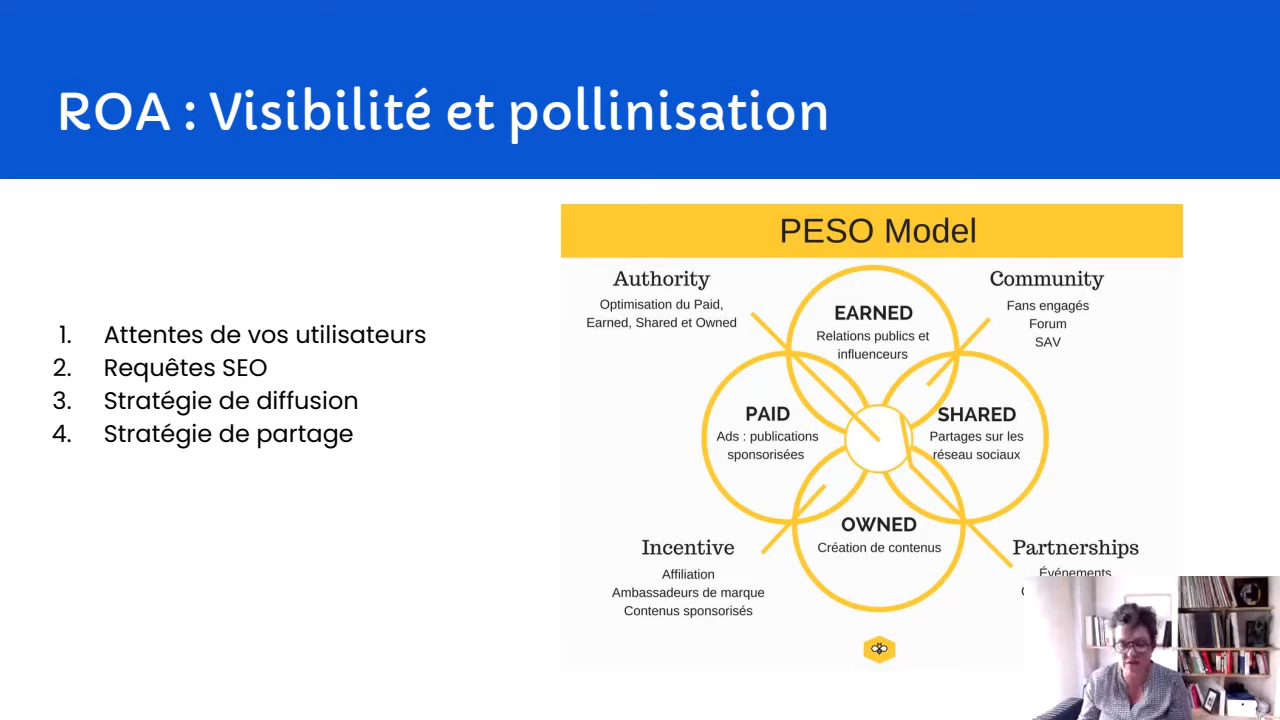 ROA : Visibilité et pollinisation
1. Attentes de vos utilisateurs
2. Requêtes SEO
3. Stratégie de diffusion
4. Stratégie de partage
PESO Model
Authority
Optimisation du Paid,
Earned, Shared et Owned
Community
Fans engagés
Forum
SAV
EARNED
Relations publics et
influenceurs
PAID
Ads : publications
sponsorisées
SHARED
Partages sur les
réseau sociaux
OWNED
Création de contenus
Incentive
Affiliation
Ambassadeurs de marque
Contenus sponsorisés
Partnerships
Événements